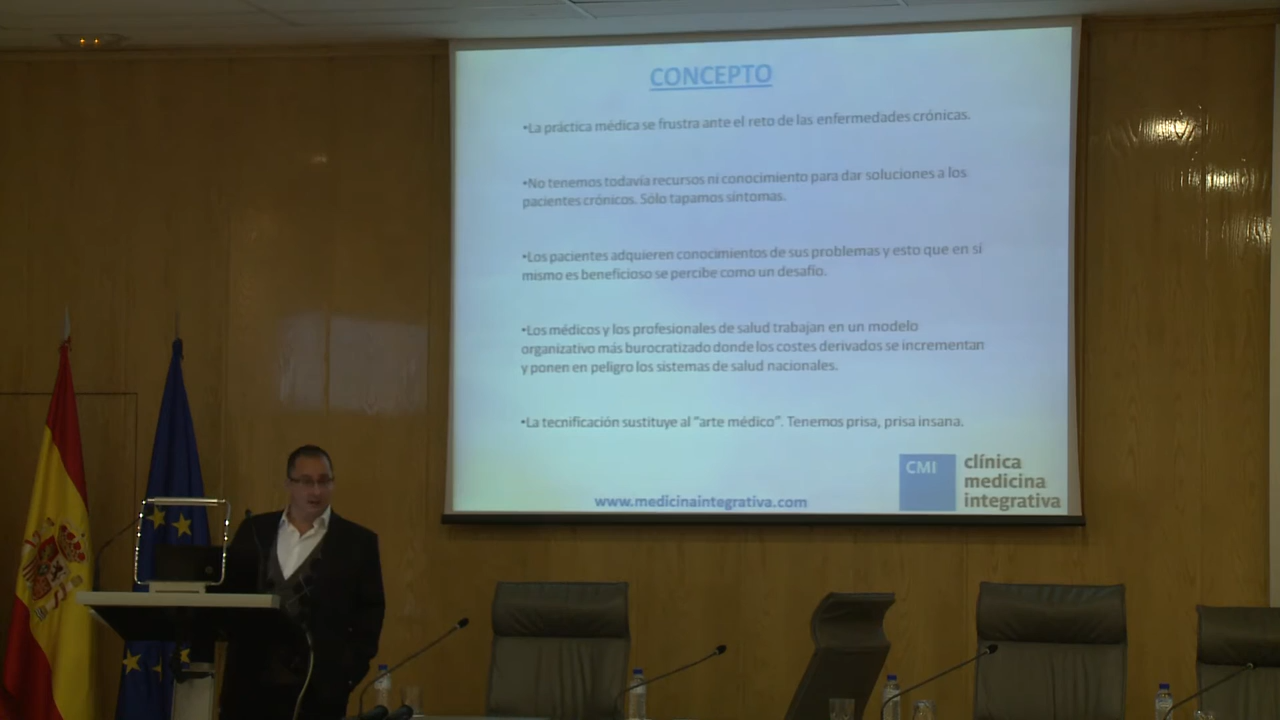 CONCEPTO
•La práctica médica se frustra ante el reto de las enfermedades crónicas.
•No tenemos todavía recursos ni conocimiento para dar soluciones a los
pacientes crónicos. Sólo tapamos síntomas.
•Los pacientes adquieren conocimientos de sus problemas y esto que en sí
mismo es beneficioso se percibe como un desafío.
•Los médicos y los profesionales de salud trabajan en un modelo
organizativo más burocratizado donde los costes derivados se incrementan
y ponen en peligro los sistemas de salud nacionales.
•La tecnificación sustituye al "arte médico". Tenemos prisa, prisa insana.
www.medicinaintegrativa.com
CMI
clínica
medicina
integrativa